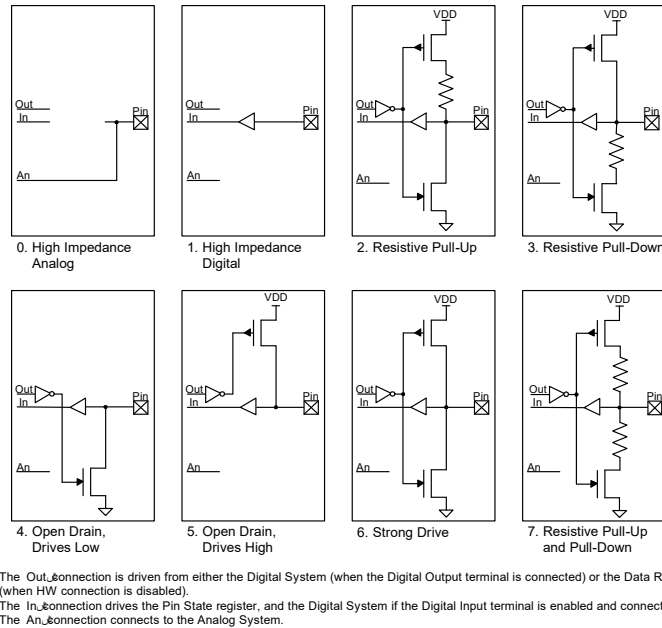 VDD
VDD
Out
In
Pin
An
Out
In
Pin
An
Out
In
Pin
An
Out
In
Pin
An
0. High Impedance
Analog
1. High Impedance
Digital
2. Resistive Pull-Up
3. Resistive Pull-Down
VDD
VDD
VDD
Out
In
Pin
An
Out
In
Pin
An
Out
In
Pin
An
Out
In
Pin
An
4. Open Drain,
Drives Low
5. Open Drain,
Drives High
6. Strong Drive
7. Resistive Pull-Up
and Pull-Down
The Out connection is driven from either the Digital System (when the Digital Output terminal is connected) or the Data R
(when HW connection is disabled).
The In connection drives the Pin State register, and the Digital System if the Digital Input terminal is enabled and connect
The An connection connects to the Analog System.